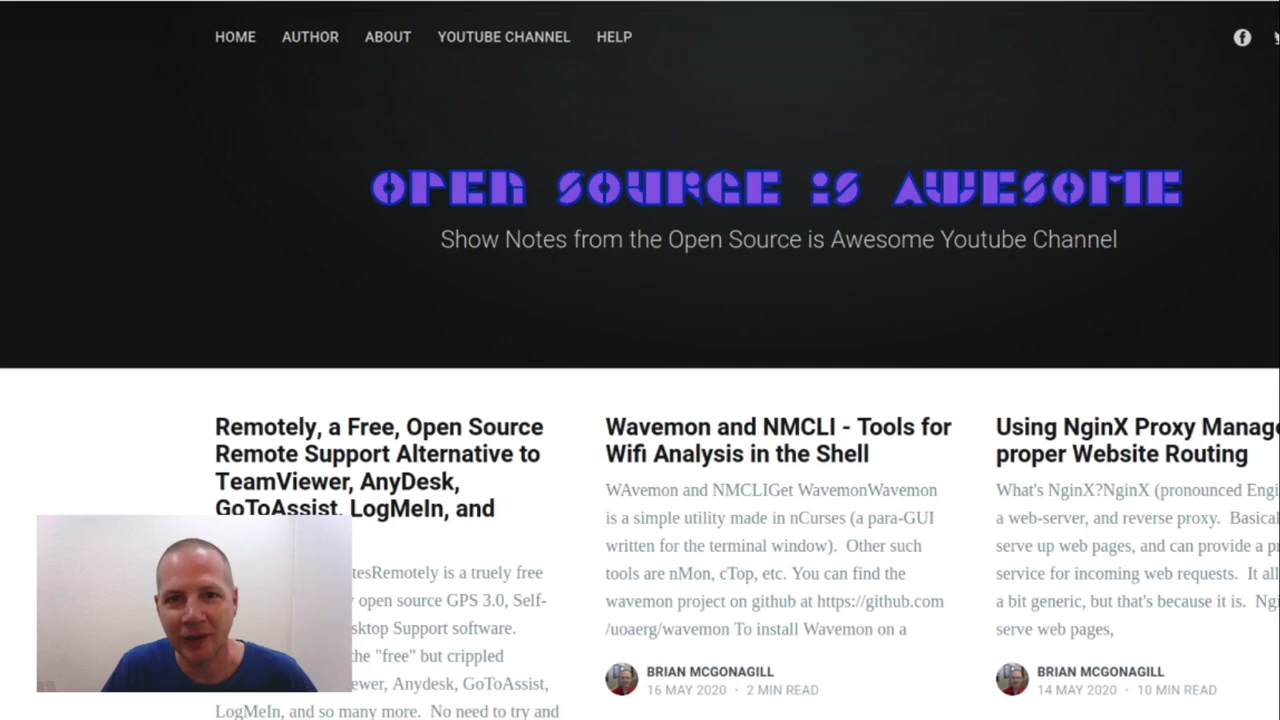 HOME AUTHOR ABOUT YOUTUBE CHANNEL HELP
OPEN SOURCE IS AWESOME
Show Notes from the Open Source is Awesome Youtube Channel
Remotely, a Free, Open Source
Remote Support Alternative to
TeamViewer, AnyDesk,
GoToAssist, LogMeIn, and
tesRemotely is a truely free
open source GPS 3.0, Self-
sktop Support software.
the "free" but crippled
ewer, Anydesk, GoToAssist,
LogMeIn, and so many more. No need to try and
Wavemon and NMCLI - Tools for
Wifi Analysis in the Shell
WAvemon and NMCLIGet WavemonWavemon
is a simple utility made in nCurses (a para-GUI
written for the terminal window). Other such
tools are nMon, cTop, etc. You can find the
wavemon project on github at https://github.com
/uoaerg/wavemon To install Wavemon on a
BRIAN MCGONAGILL
16 MAY 2020 • 2 MIN READ
Using NginX Proxy Manage
proper Website Routing
What's NginX?NginX (pronounced Engi
a web-server, and reverse proxy. Basical
serve up web pages, and can provide a p
service for incoming web requests. It all
a bit generic, but that's because it is. Ng
serve web pages,
BRIAN MCGONAGILL
14 MAY 2020 • 10 MIN READ